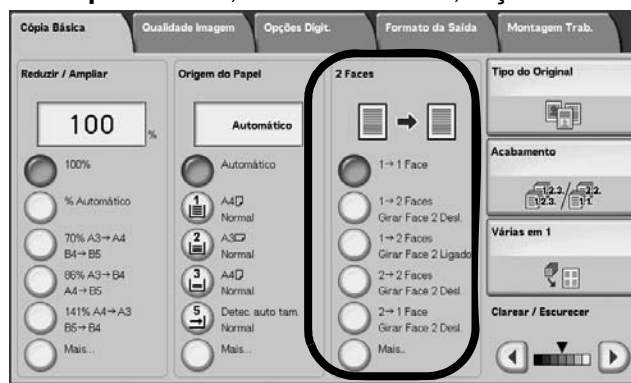 Cópia Básica
Qualidade Imagem
Opções Digit.
Formato da Saída
Montagem Trab.
Reduzir / Ampliar
100
%
100%
% Automático
70% A3→A4
B4→B5
86% A3→B4
A4→B5
141% A4→A3
B5→B4
Mais...
Origem do Papel
Automático
Automático
1
A4
Normal
2
A3
Normal
3
A4
Normal
5
Detec. auto tam.
Normal
Mais...
2 Faces
1→1 Face
1→2 Faces
Girar Face 2 Desl.
1→2 Faces
Girar Face 2 Ligado
2→2 Faces
Girar Face 2 Desl.
2→1 Face
Girar Face 2 Desl.
Mais..
Tipo do Original
Acabamento
Várias em 1
Clarear / Escurecer